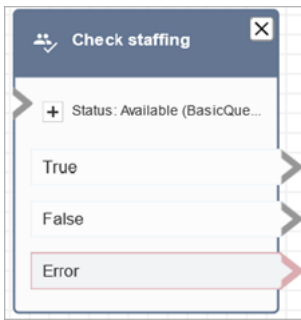 Check staffing
Status: Available (BasicQue...
True
False
Error